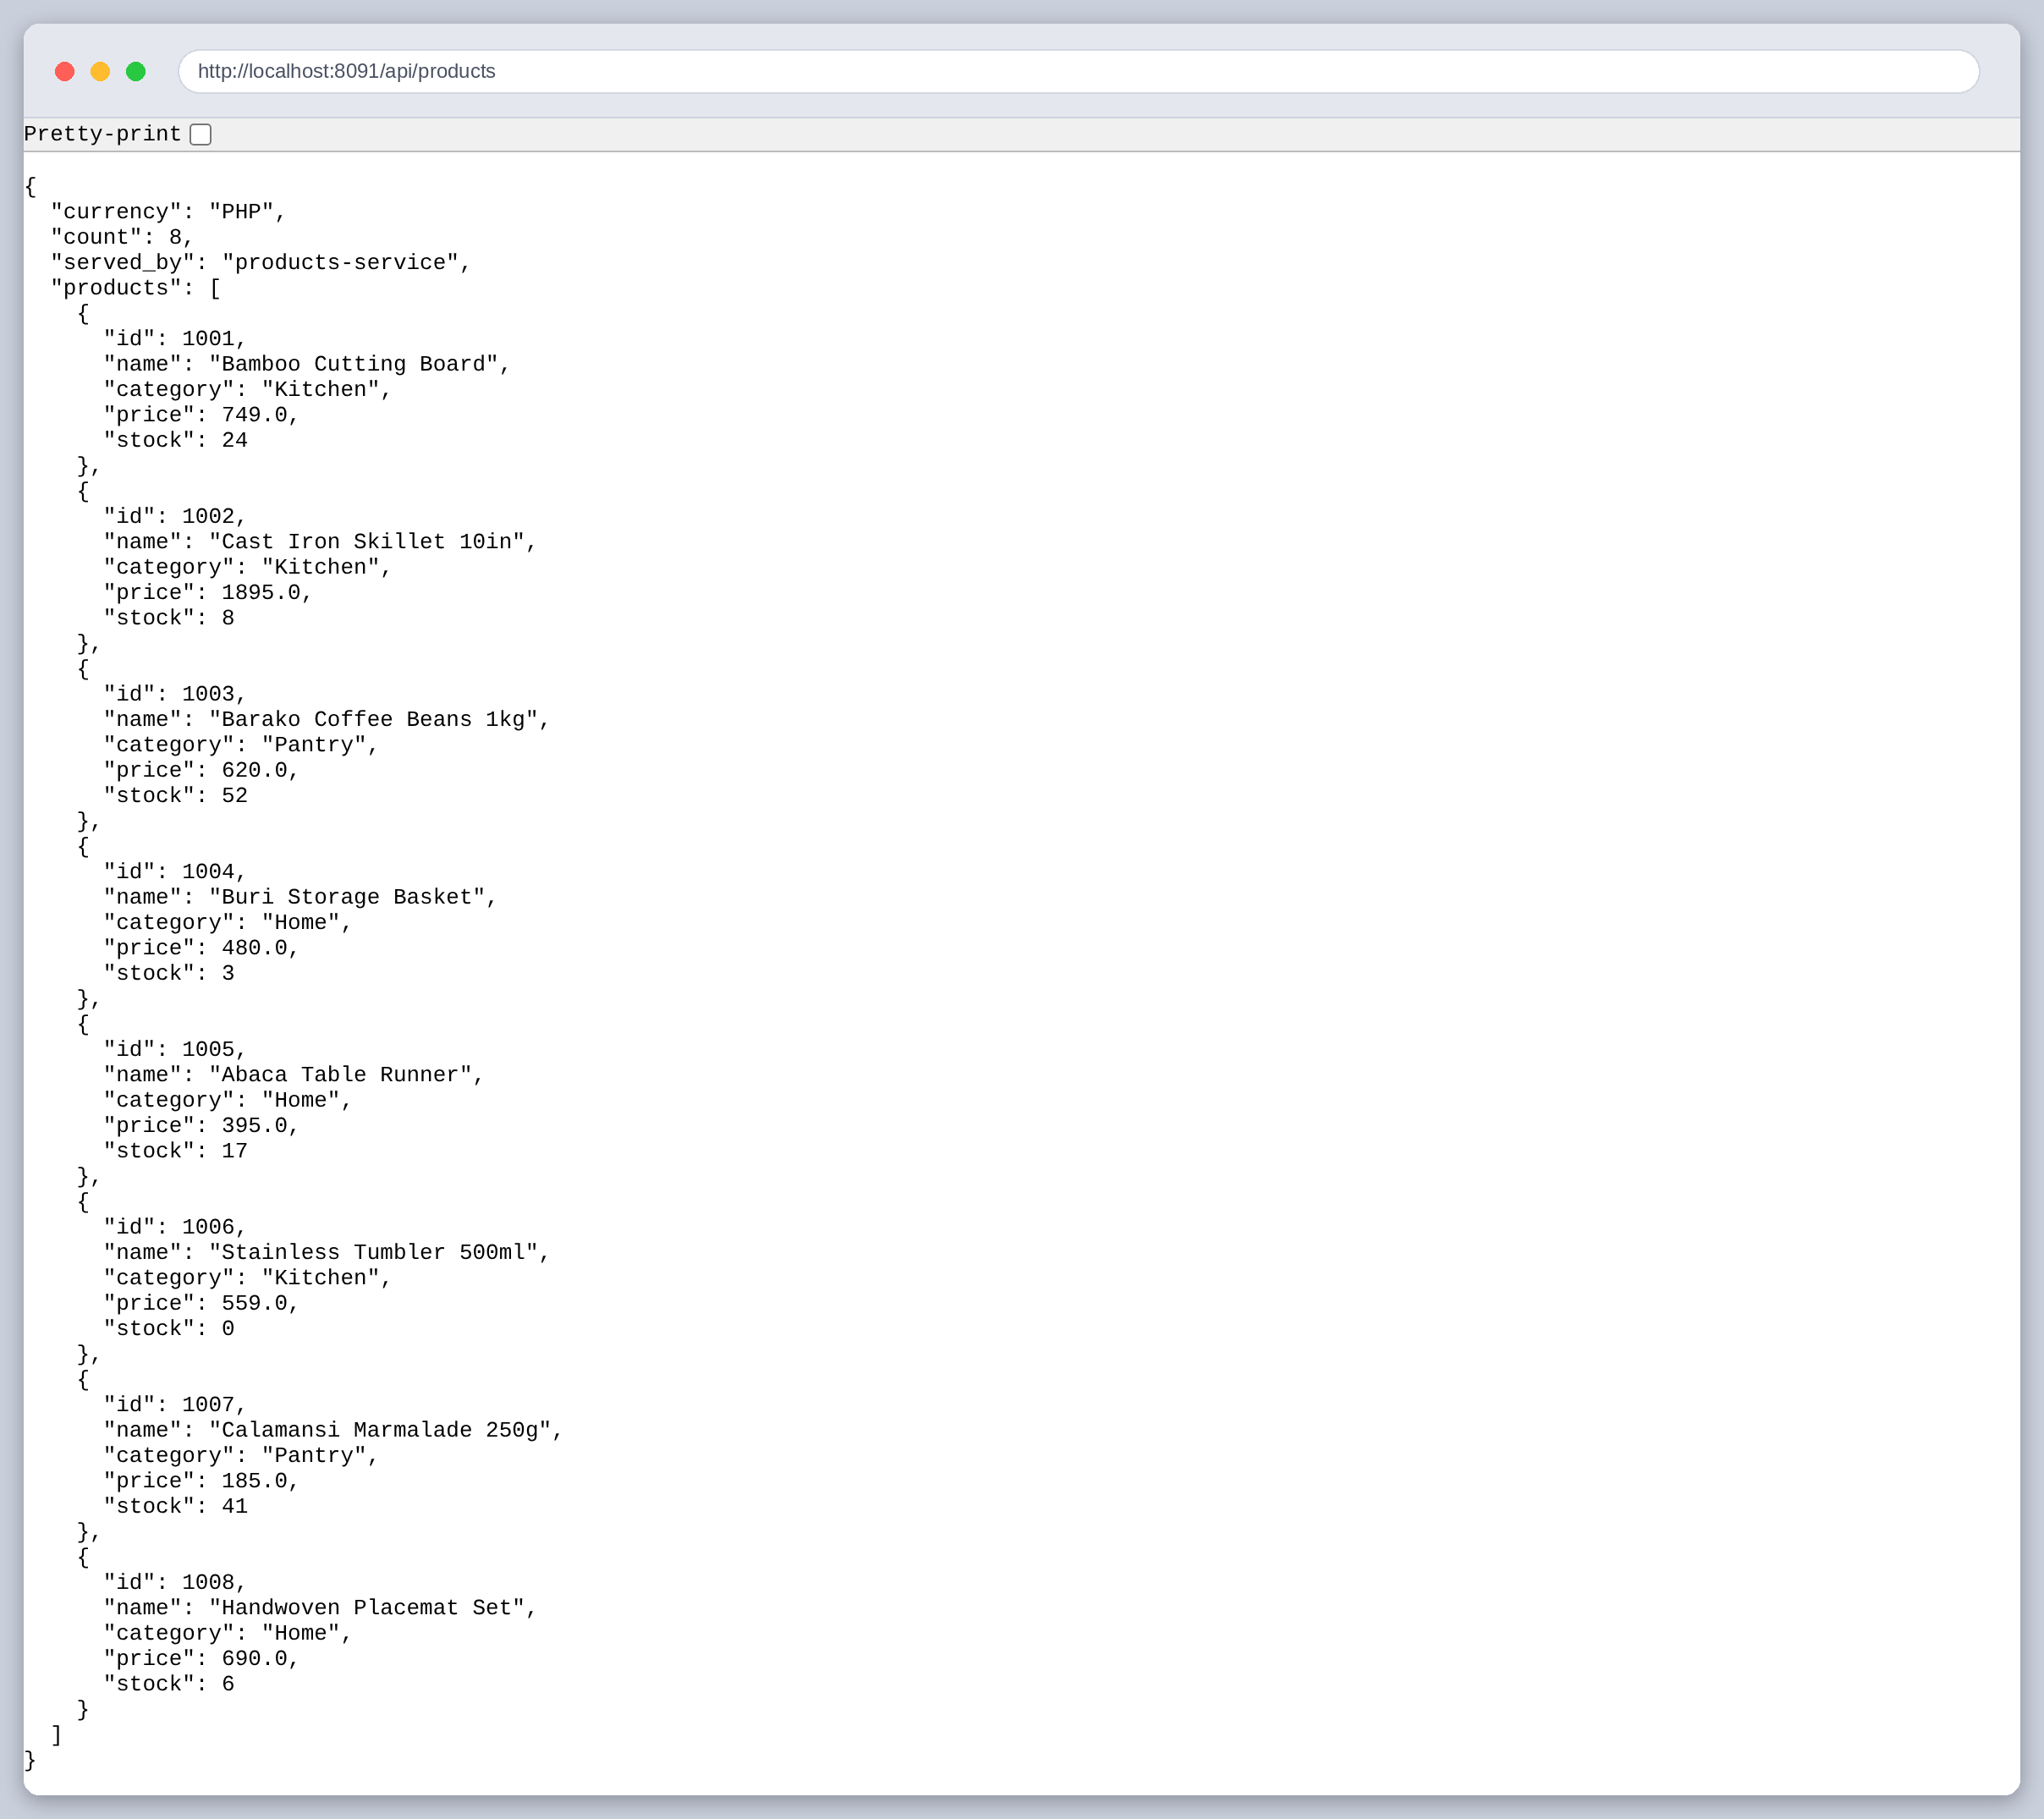 http://localhost:8091/api/products
Pretty-print
{
  "currency": "PHP",
  "count": 8,
  "served_by": "products-service",
  "products": [
    {
      "id": 1001,
      "name": "Bamboo Cutting Board",
      "category": "Kitchen",
      "price": 749.0,
      "stock": 24
    },
    {
      "id": 1002,
      "name": "Cast Iron Skillet 10in",
      "category": "Kitchen",
      "price": 1895.0,
      "stock": 8
    },
    {
      "id": 1003,
      "name": "Barako Coffee Beans 1kg",
      "category": "Pantry",
      "price": 620.0,
      "stock": 52
    },
    {
      "id": 1004,
      "name": "Buri Storage Basket",
      "category": "Home",
      "price": 480.0,
      "stock": 3
    },
    {
      "id": 1005,
      "name": "Abaca Table Runner",
      "category": "Home",
      "price": 395.0,
      "stock": 17
    },
    {
      "id": 1006,
      "name": "Stainless Tumbler 500ml",
      "category": "Kitchen",
      "price": 559.0,
      "stock": 0
    },
    {
      "id": 1007,
      "name": "Calamansi Marmalade 250g",
      "category": "Pantry",
      "price": 185.0,
      "stock": 41
    },
    {
      "id": 1008,
      "name": "Handwoven Placemat Set",
      "category": "Home",
      "price": 690.0,
      "stock": 6
    }
  ]
}